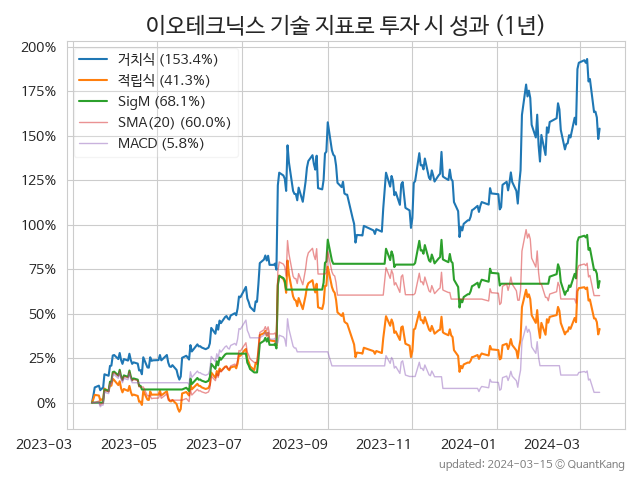 이오테크닉스 기술 지표로 투자 시 성과 (1년)
200%
175%
150%
125%
100%
75%
50%
25%
0%
거치식 (153.4%)
적립식 (41.3%)
SigM (68.1%)
SMA(20) (60.0%)
MACD (5.8%)
2023-03 2023-05 2023-07 2023-09 2023-11 2024-01 2024-03
updated: 2024-03-15 © QuantKang